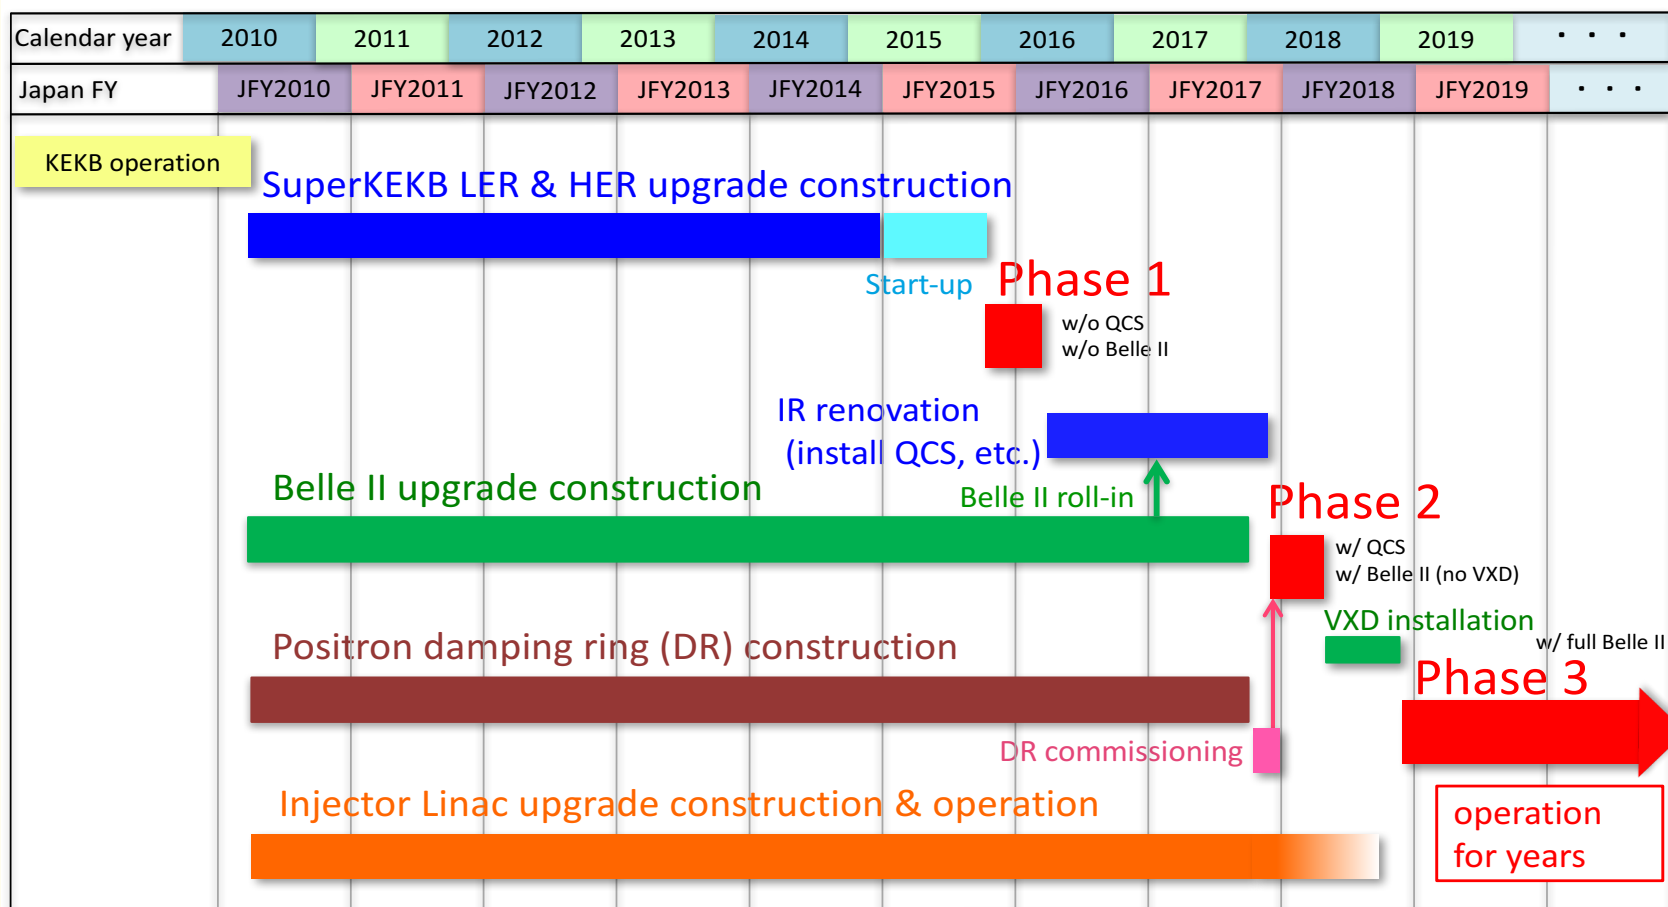 Calendar year 2010 2011 2012 2013 2014 2015 2016 2017 2018 2019 · · ·
Japan FY JFY2010 JFY2011 JFY2012 JFY2013 JFY2014 JFY2015 JFY2016 JFY2017 JFY2018 JFY2019 · · ·
KEKB operation
SuperKEKB LER & HER upgrade construction
Start-up
Phase 1
w/o QCS
w/o Belle II
IR renovation
(install QCS, etc.)
Belle II upgrade construction
Belle II roll-in
Phase 2
w/ QCS
w/ Belle II (no VXD)
VXD installation
w/ full Belle II
Positron damping ring (DR) construction
Phase 3
DR commissioning
Injector Linac upgrade construction & operation
operation
for years